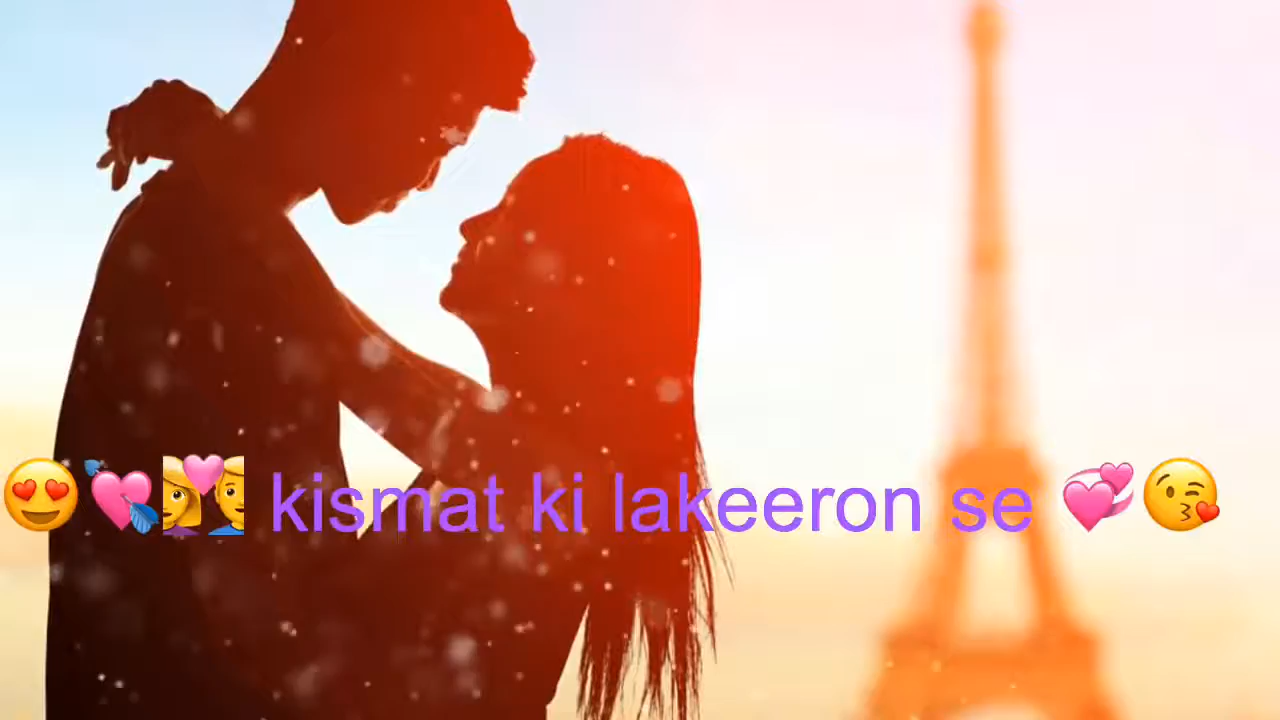 😍💘👩‍❤️‍👨 kismat ki lakeeron se 💞😘